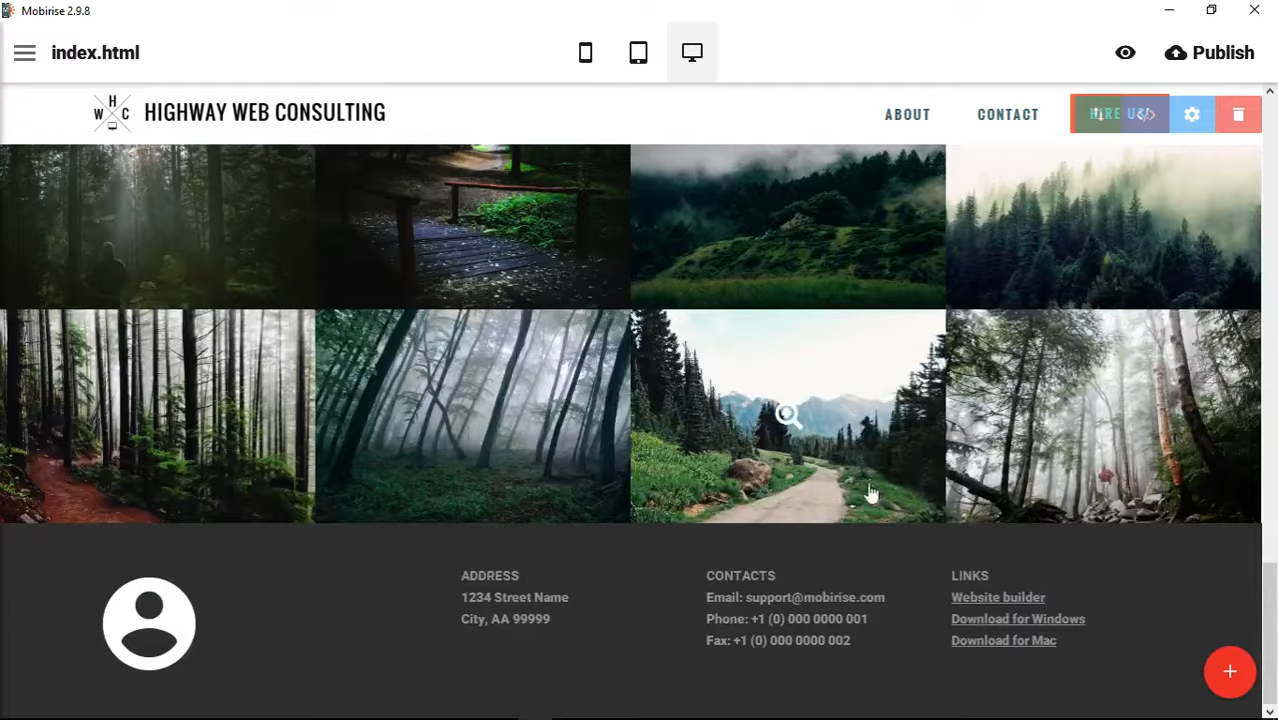 Mobirise 2.9.8
index.html
Publish
H
W C
HIGHWAY WEB CONSULTING
ABOUT
CONTACT
HIRE US!
ADDRESS
1234 Street Name
City, AA 99999
CONTACTS
Email: support@mobirise.com
Phone: +1 (0) 000 0000 001
Fax: +1 (0) 000 0000 002
LINKS
Website builder
Download for Windows
Download for Mac